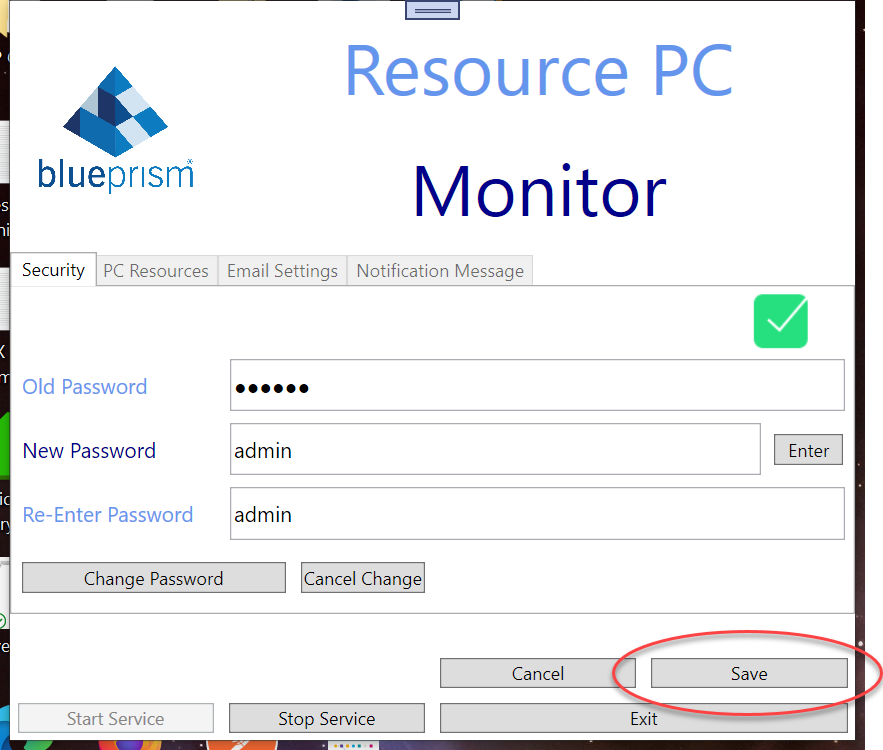 Resource PC
Monitor
blueprism
Security
PC Resources
Email Settings
Notification Message
Old Password
●●●●●●
New Password
admin
Enter
Re-Enter Password
admin
Change Password
Cancel Change
Cancel
Save
Start Service
Stop Service
Exit